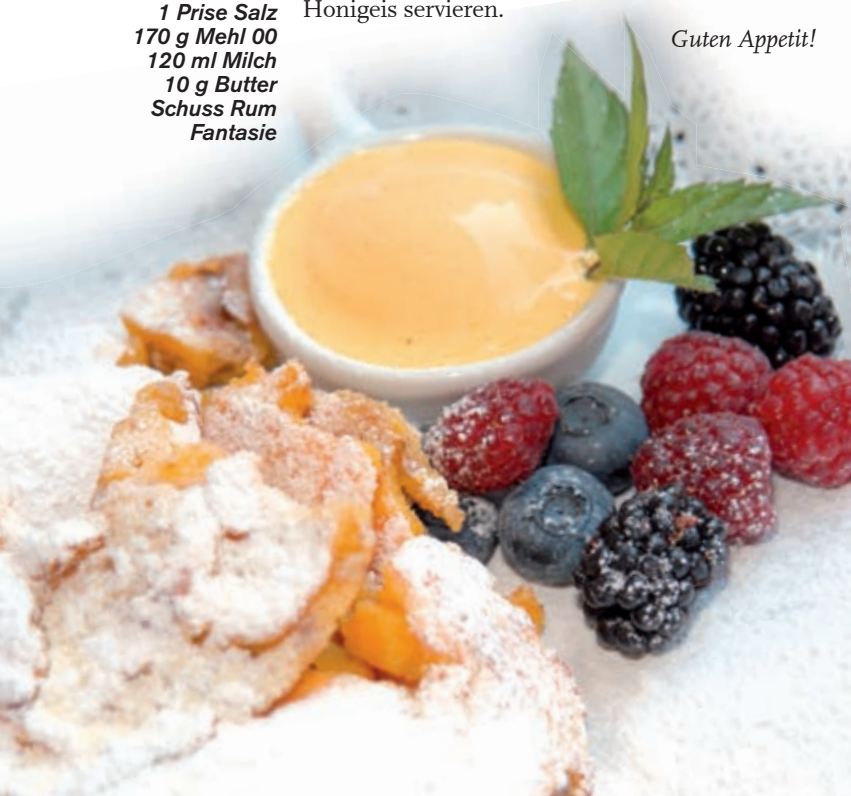 1 Prise Salz
170 g Mehl 00
120 ml Milch
10 g Butter
Schuss Rum
Fantasie
Honigeis servieren.
Guten Appetit!